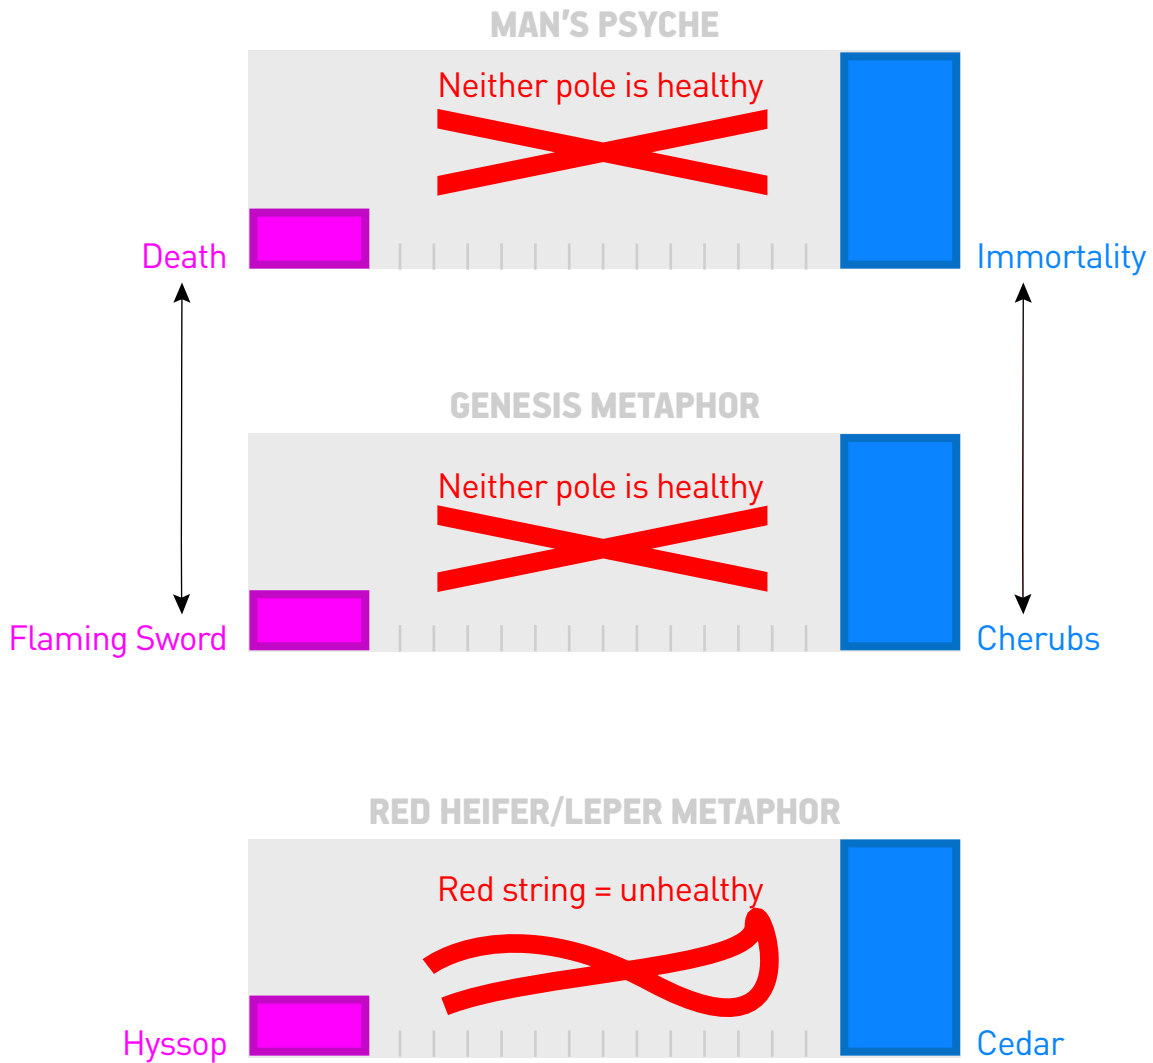 MAN'S PSYCHE
Neither pole is healthy
Death
Immortality
GENESIS METAPHOR
Neither pole is healthy
Flaming Sword
Cherubs
RED HEIFER/LEPER METAPHOR
Red string = unhealthy
Hyssop
Cedar